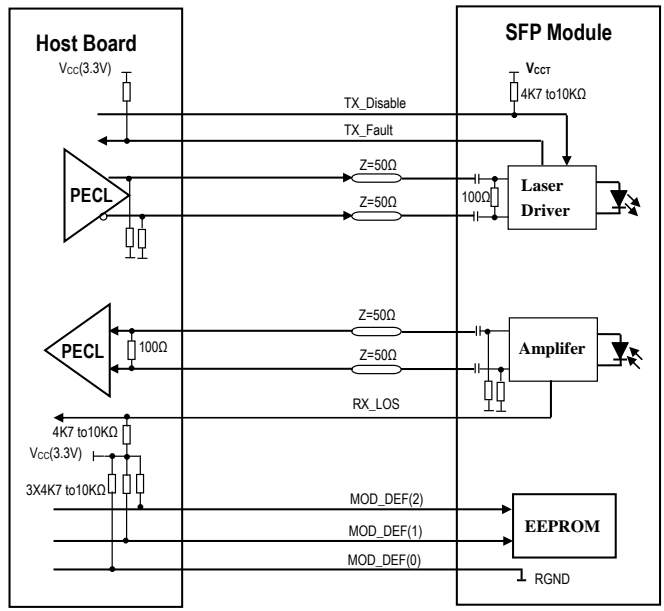 Host Board
SFP Module
Vcc(3.3V)
VCCT
4K7 to10KΩ
TX_Disable
TX_Fault
Z=50Ω
PECL
100Ω
Laser
Driver
Z=50Ω
Z=50Ω
PECL
100Ω
Amplifer
Z=50Ω
RX_LOS
4K7 to10KΩ
Vcc(3.3V)
3X4K7 to10KΩ
MOD_DEF(2)
EEPROM
MOD_DEF(1)
MOD_DEF(0)
RGND